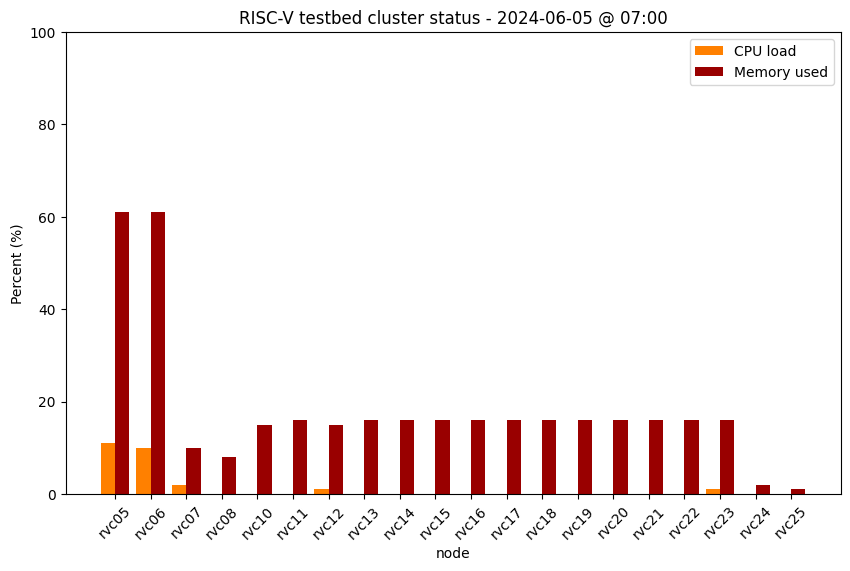 RISC-V testbed cluster status - 2024-06-05 @ 07:00
CPU load
Memory used
Percent (%)
100
80
60
40
20
0
rvc05
rvc06
rvc07
rvc08
rvc10
rvc11
rvc12
rvc13
rvc14
rvc15
rvc16
rvc17
rvc18
rvc19
rvc20
rvc21
rvc22
rvc23
rvc24
rvc25
node